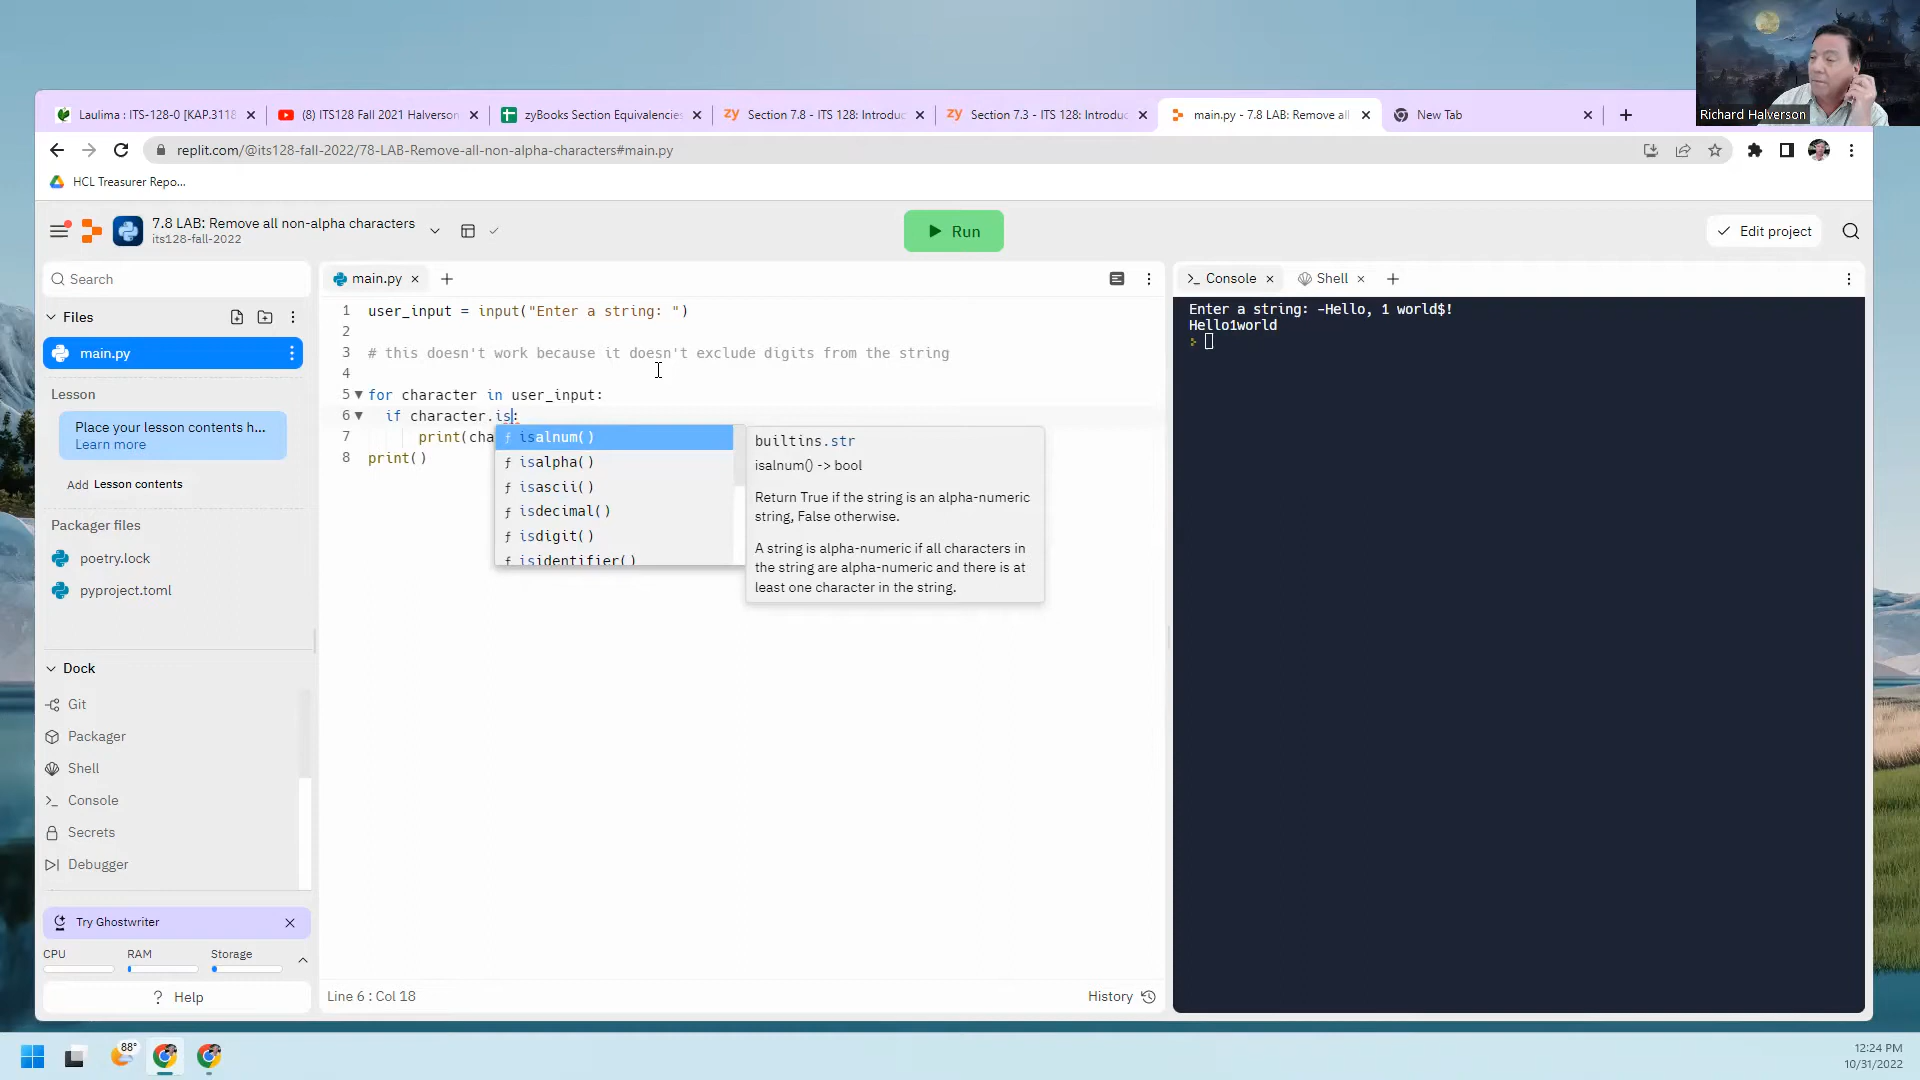 Richard Halverson
Laulima : ITS-128-0 [KAP.3118
(8) ITS128 Fall 2021 Halverson
zyBooks Section Equivalencies
zy Section 7.8 - ITS 128: Introduc
zy Section 7.3 - ITS 128: Introduc
main.py - 7.8 LAB: Remove all
New Tab
replit.com/@its128-fall-2022/78-LAB-Remove-all-non-alpha-characters#main.py
HCL Treasurer Repo...
7.8 LAB: Remove all non-alpha characters
its128-fall-2022
Run
Edit project
Search
Files
main.py
Lesson
Place your lesson contents h...
Learn more
Add Lesson contents
Packager files
poetry.lock
pyproject.toml
Dock
Git
Packager
Shell
Console
Secrets
Debugger
Try Ghostwriter
CPU RAM Storage
? Help
main.py
1 user_input = input("Enter a string: ")
2
3 # this doesn't work because it doesn't exclude digits from the string
4
5 for character in user_input:
6 if character.is:
7 print(cha
8 print()
ƒ isalnum()
ƒ isalpha()
ƒ isascii()
ƒ isdecimal()
ƒ isdigit()
ƒ isidentifier()
builtins.str
isalnum() -> bool
Return True if the string is an alpha-numeric
string, False otherwise.
A string is alpha-numeric if all characters in
the string are alpha-numeric and there is at
least one character in the string.
Line 6 : Col 18
History
Console
Shell
Enter a string: -Hello, 1 world$!
Hello1world
88°
12:24 PM
10/31/2022